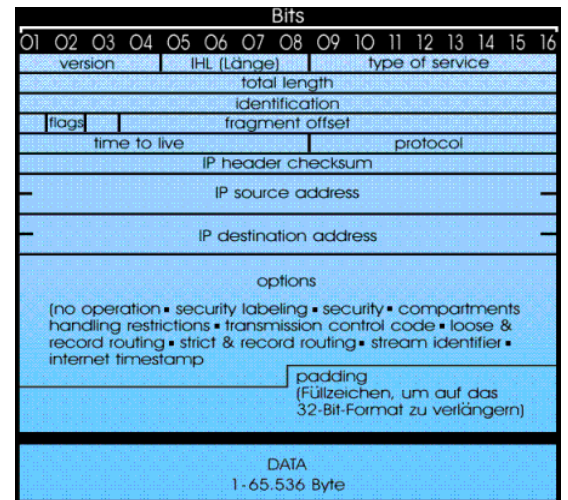 Bits
01 02 03 04 05 06 07 08 09 10 11 12 13 14 15 16
version IHL (Länge) type of service
total length
identification
flags fragment offset
time to live protocol
IP header checksum
IP source address
IP destination address
options
(no operation ▪ security labeling ▪ security ▪ compartments
handling restrictions ▪ transmission control code ▪ loose &
record routing ▪ strict & record routing ▪ stream identifier ▪
internet timestamp
padding
(Füllzeichen, um auf das
32-Bit-Format zu verlängern)
DATA
1-65.536 Byte